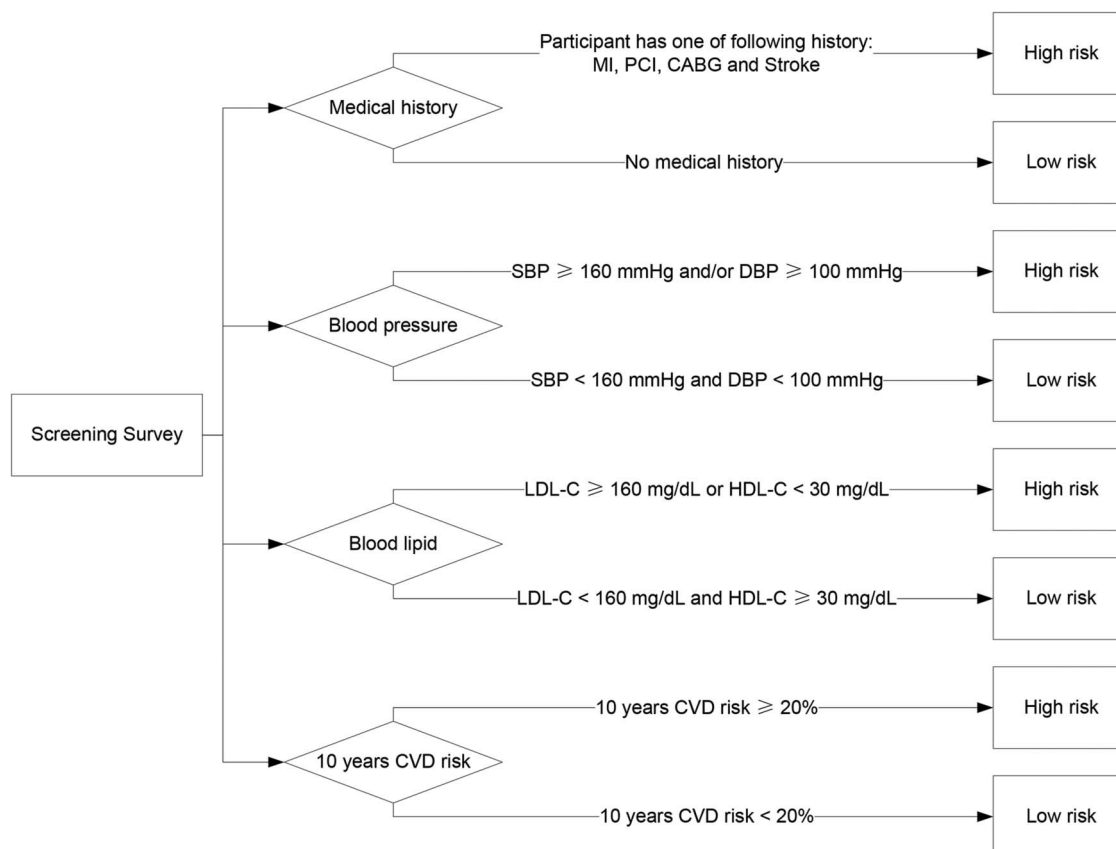 Participant has one of following history:
MI, PCI, CABG and Stroke
High risk
Medical history
No medical history
Low risk
SBP ⩾ 160 mmHg and/or DBP ⩾ 100 mmHg
High risk
Blood pressure
SBP < 160 mmHg and DBP < 100 mmHg
Low risk
Screening Survey
LDL-C ⩾ 160 mg/dL or HDL-C < 30 mg/dL
High risk
Blood lipid
LDL-C < 160 mg/dL and HDL-C ⩾ 30 mg/dL
Low risk
10 years CVD risk ⩾ 20%
High risk
10 years CVD risk
10 years CVD risk < 20%
Low risk